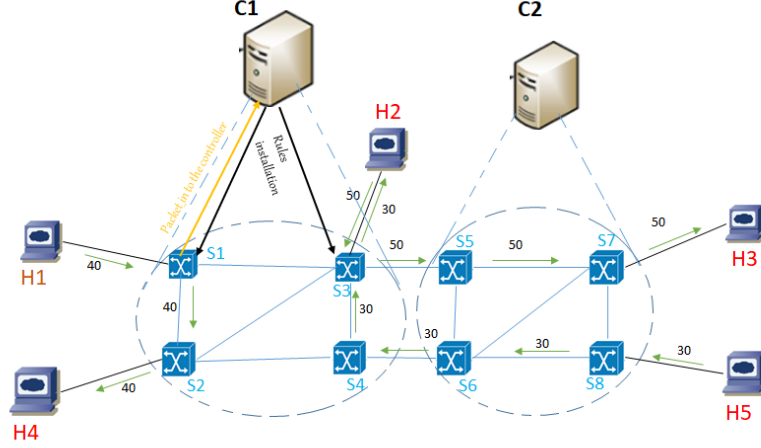 C1
C2
H2
Packet in to the controller
Rules
installation
50
30
50
H1
40
S1
S3
50
S5
50
S7
H3
40
30
30
30
30
S2
S4
S6
S8
40
H4
H5